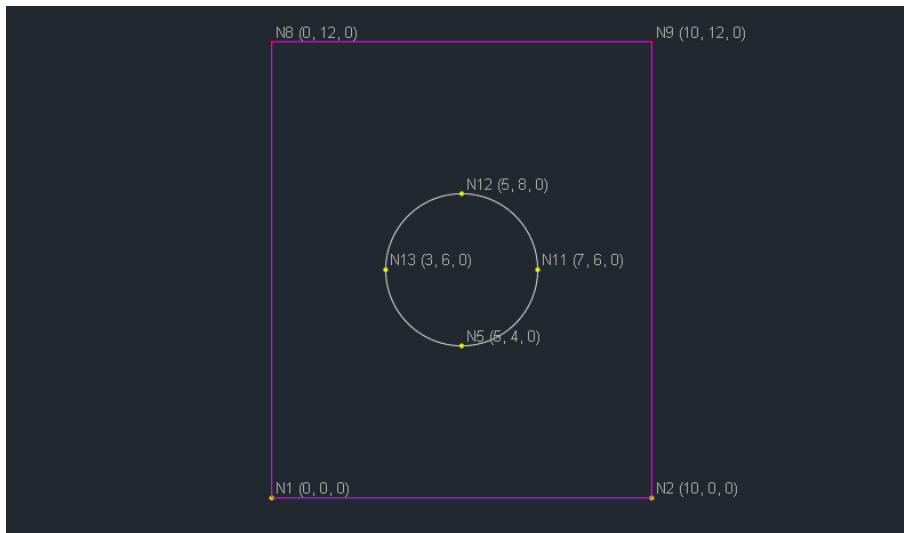 N8 (0, 12, 0)
N9 (10, 12, 0)
N12 (5, 8, 0)
N13 (3, 6, 0)
N11 (7, 6, 0)
N5 (5, 4, 0)
N1 (0, 0, 0)
N2 (10, 0, 0)